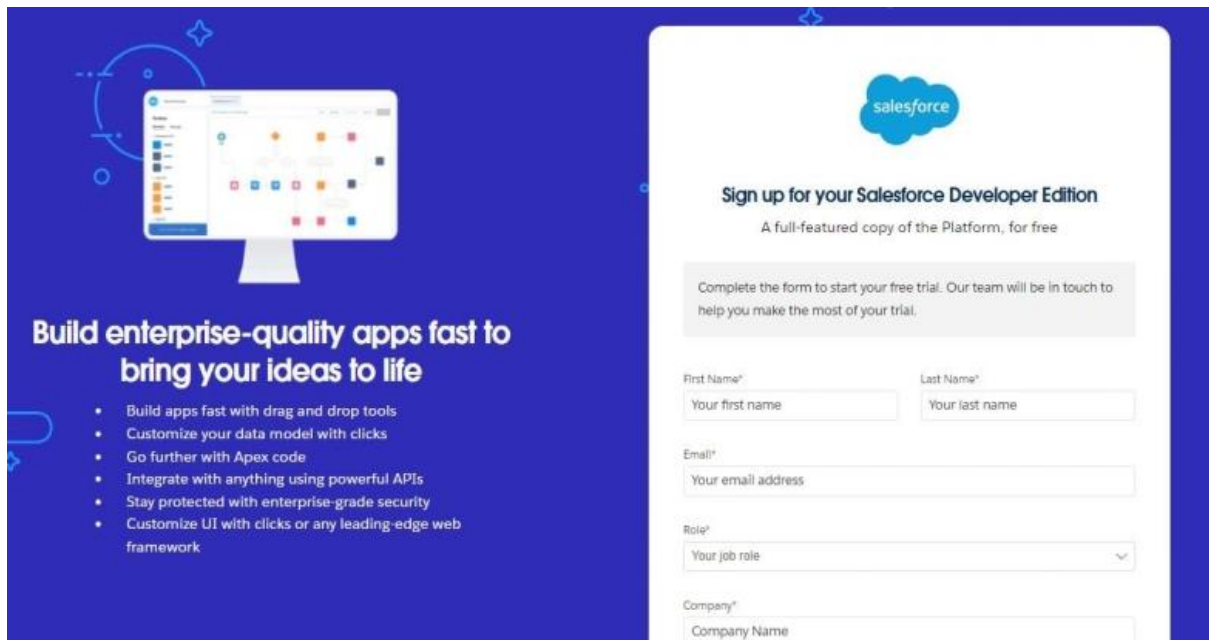 Build enterprise-quality apps fast to
bring your ideas to life
• Build apps fast with drag and drop tools
• Customize your data model with clicks
• Go further with Apex code
• Integrate with anything using powerful APIs
• Stay protected with enterprise-grade security
• Customize UI with clicks or any leading-edge web
framework
salesforce
Sign up for your Salesforce Developer Edition
A full-featured copy of the Platform, for free
Complete the form to start your free trial. Our team will be in touch to
help you make the most of your trial.
First Name* Last Name*
Your first name Your last name
Email*
Your email address
Role*
Your job role
Company*
Company Name